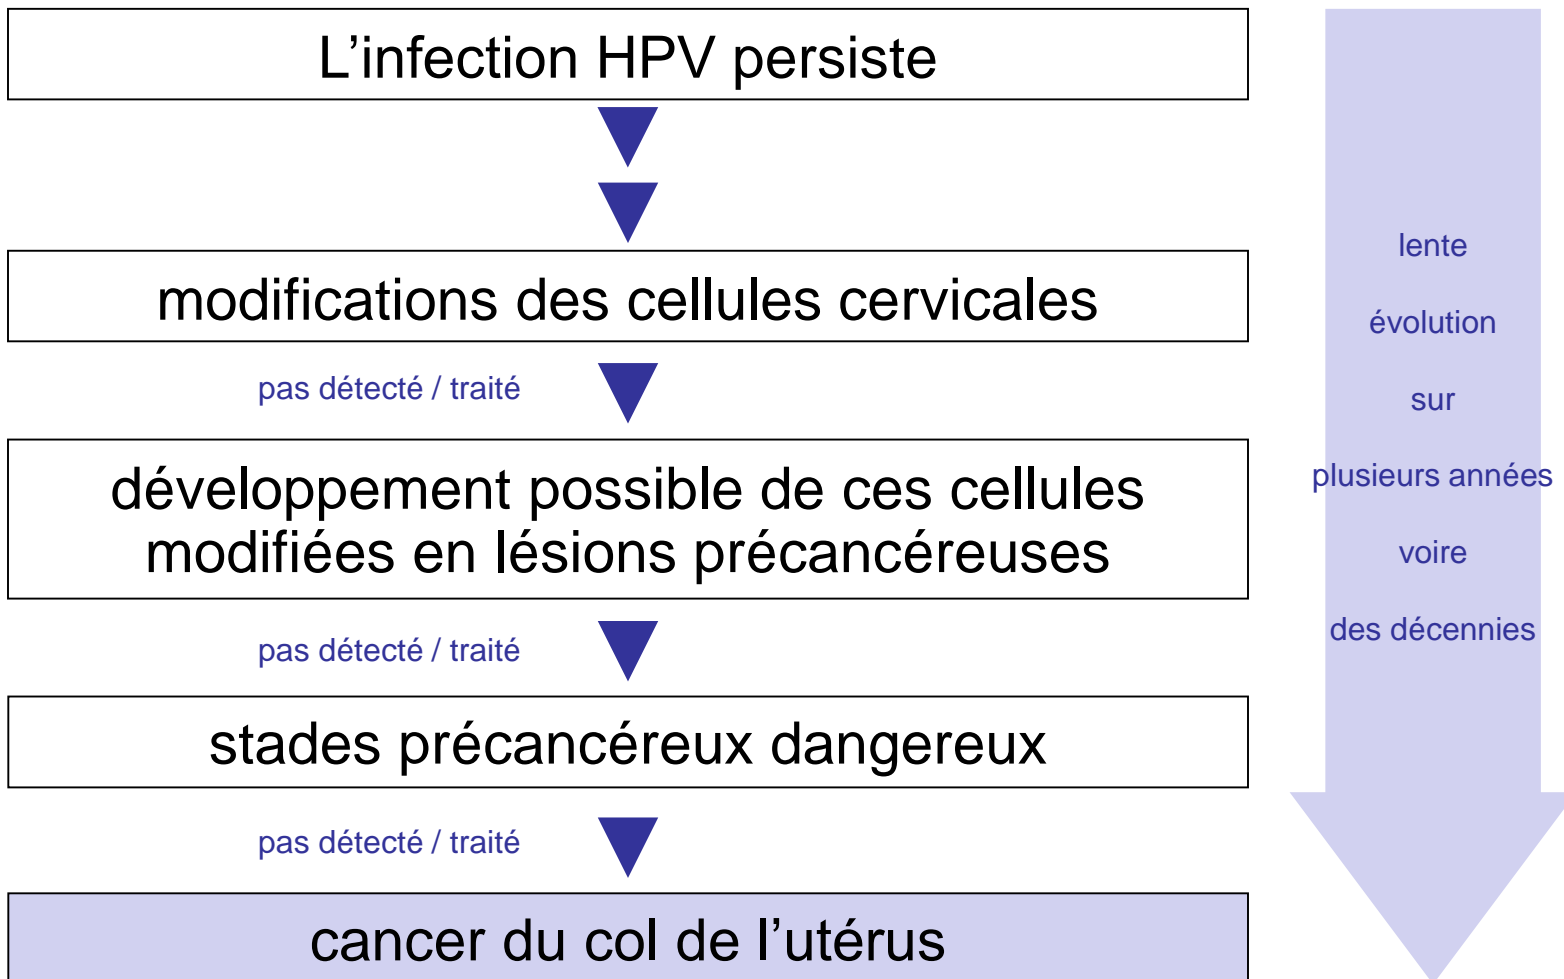 L’infection HPV persiste
modifications des cellules cervicales
pas détecté / traité
développement possible de ces cellules
modifiées en lésions précancéreuses
pas détecté / traité
stades précancéreux dangereux
pas détecté / traité
cancer du col de l’utérus
lente
évolution
sur
plusieurs années
voire
des décennies